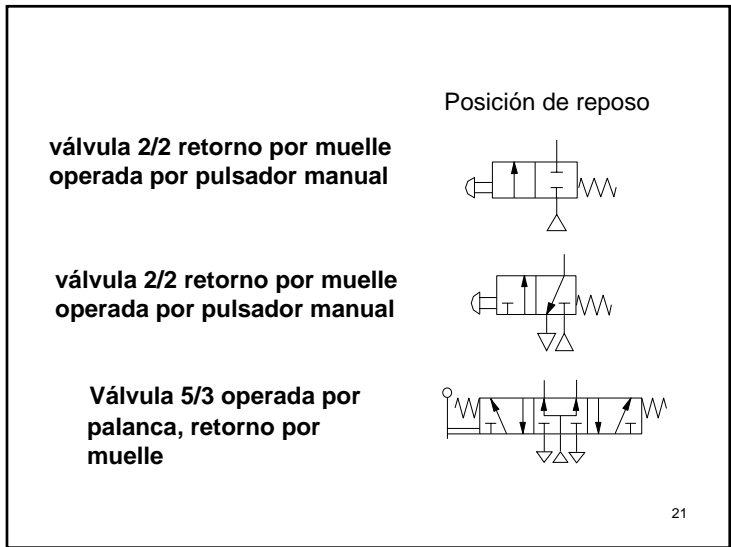 Posición de reposo
válvula 2/2 retorno por muelle
operada por pulsador manual
válvula 2/2 retorno por muelle
operada por pulsador manual
Válvula 5/3 operada por
palanca, retorno por
muelle
21